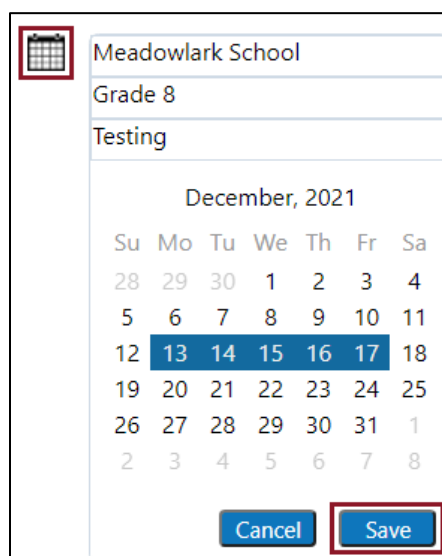 Meadowlark School
Grade 8
Testing
December, 2021
Su Mo Tu We Th Fr Sa
28 29 30 1 2 3 4
5 6 7 8 9 10 11
12 13 14 15 16 17 18
19 20 21 22 23 24 25
26 27 28 29 30 31 1
2 3 4 5 6 7 8
Cancel Save